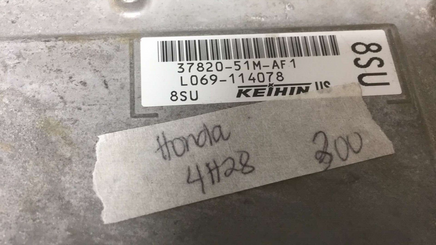 37820-51M-AF1
L069-114078
8SU KEIHIN US
8SU
Honda
4H28 300